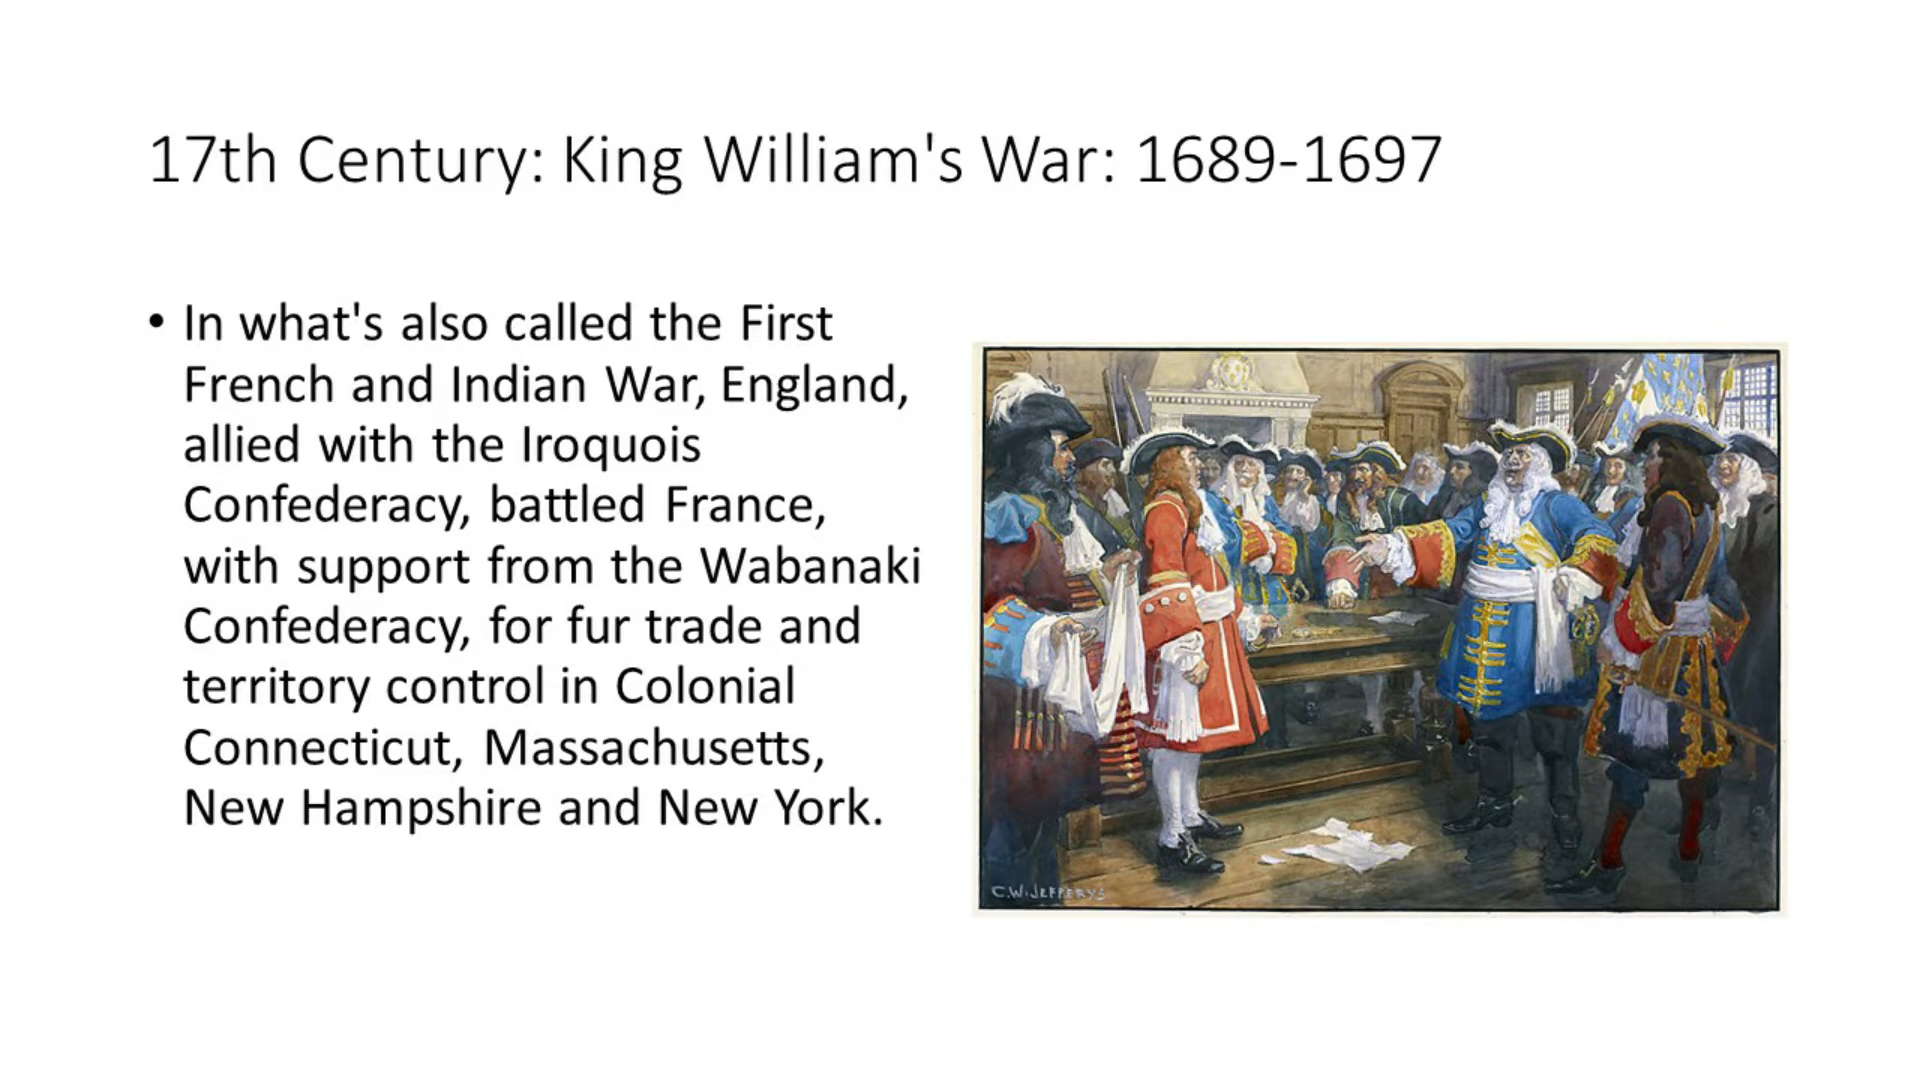 17th Century: King William's War: 1689-1697
• In what's also called the First
French and Indian War, England,
allied with the Iroquois
Confederacy, battled France,
with support from the Wabanaki
Confederacy, for fur trade and
territory control in Colonial
Connecticut, Massachusetts,
New Hampshire and New York.
C.W.JEFFERYS